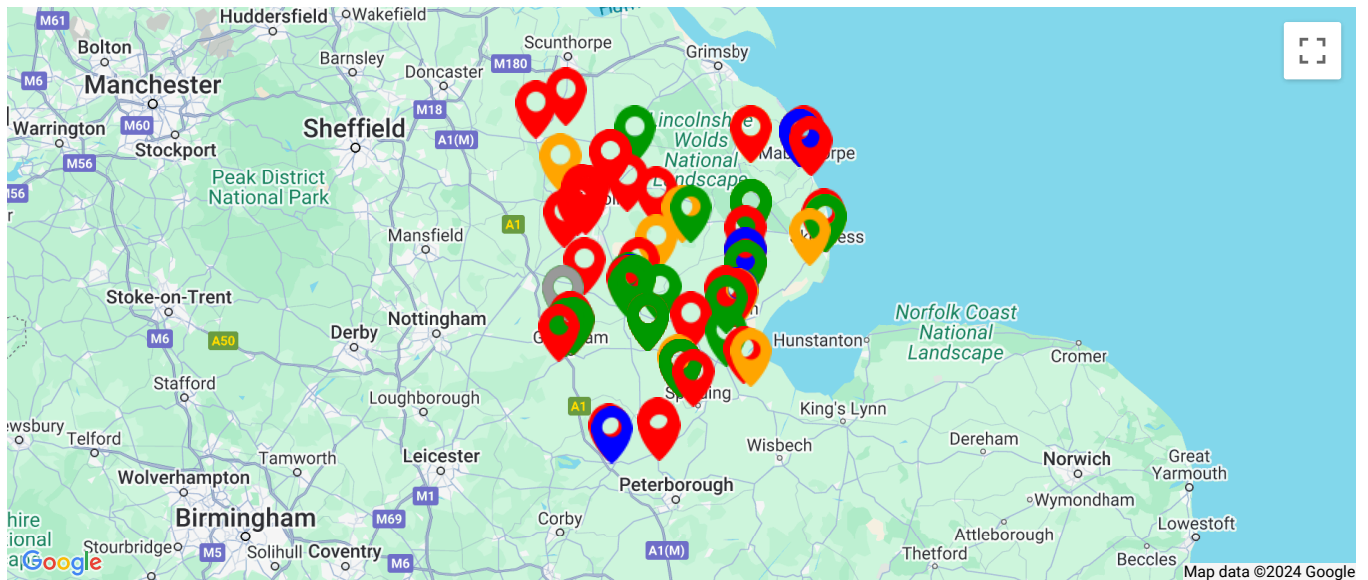 M61
Huddersfield
Wakefield
Bolton
Scunthorpe
Grimsby
Barnsley
M180
M6
Manchester
Doncaster
M18
Warrington
M60
Sheffield
A1(M)
Lincolnshire
Wolds
National
Landscape
Stockport
M56
M56
Peak District
National Park
A1
Mansfield
Stoke-on-Trent
Norfolk Coast
National
Landscape
Nottingham
M6
A50
Derby
Hunstanton
Cromer
Stafford
Loughborough
A1
King's Lynn
Telford
Wisbech
Dereham
Tamworth
Leicester
Norwich
Great
Yarmouth
Wolverhampton
Peterborough
M1
Wymondham
Birmingham
M69
Corby
Attleborough
Lowestoft
Stourbridge
M5
Solihull
Coventry
M6
A1(M)
Thetford
Beccles
Google
Map data ©2024 Google